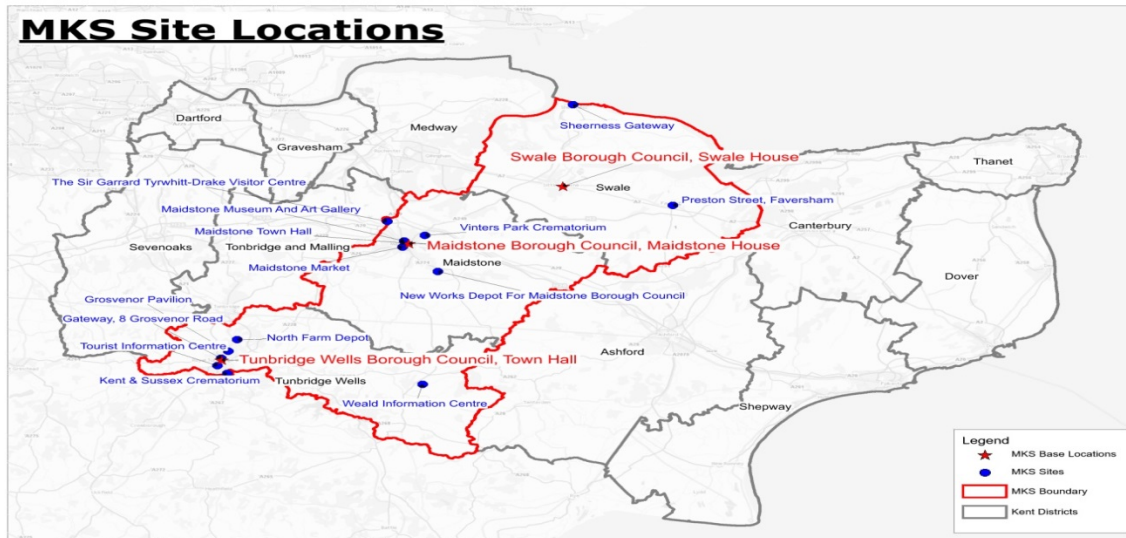 MKS Site Locations
Dartford
Gravesham
Medway
Sheerness Gateway
Swale Borough Council, Swale House
Swale
Thanet
The Sir Garrard Tyrwhitt-Drake Visitor Centre
Preston Street, Faversham
Maidstone Museum And Art Gallery
Vinters Park Crematorium
Canterbury
Maidstone Town Hall
Sevenoaks
Tonbridge and Malling
Maidstone Borough Council, Maidstone House
Maidstone
Maidstone Market
Dover
New Works Depot For Maidstone Borough Council
Grosvenor Pavilion
Gateway, 8 Grosvenor Road
North Farm Depot
Tourist Information Centre
Tunbridge Wells Borough Council, Town Hall
Ashford
Kent & Sussex Crematorium
Tunbridge Wells
Weald Information Centre
Shepway
Legend
MKS Base Locations
MKS Sites
MKS Boundary
Kent Districts